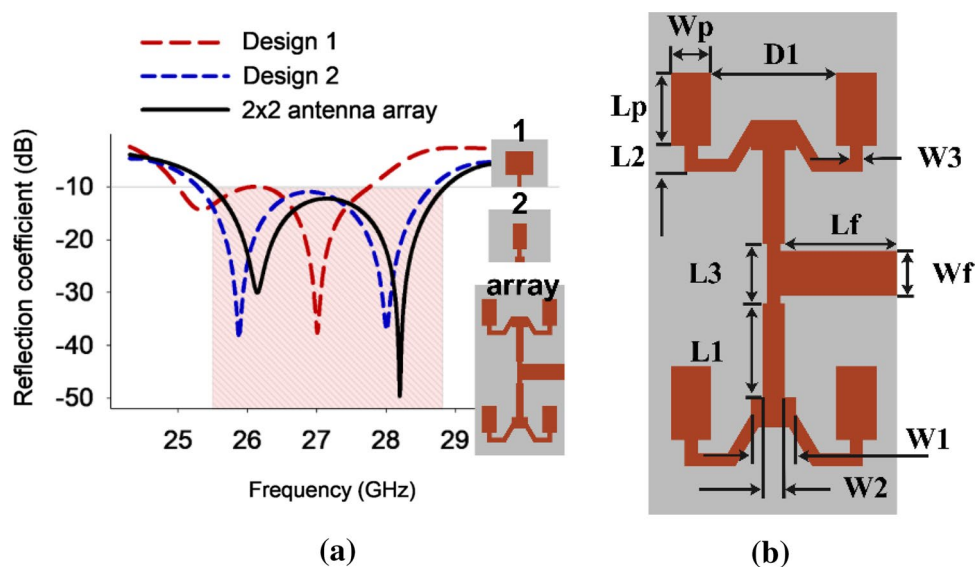 Design 1
Design 2
2x2 antenna array
Reflection coefficient (dB)
-10
-20
-30
-40
-50
25
26
27
28
29
Frequency (GHz)
1
2
array
(a)
Wp
D1
Lp
L2
W3
Lf
L3
Wf
L1
W1
W2
(b)